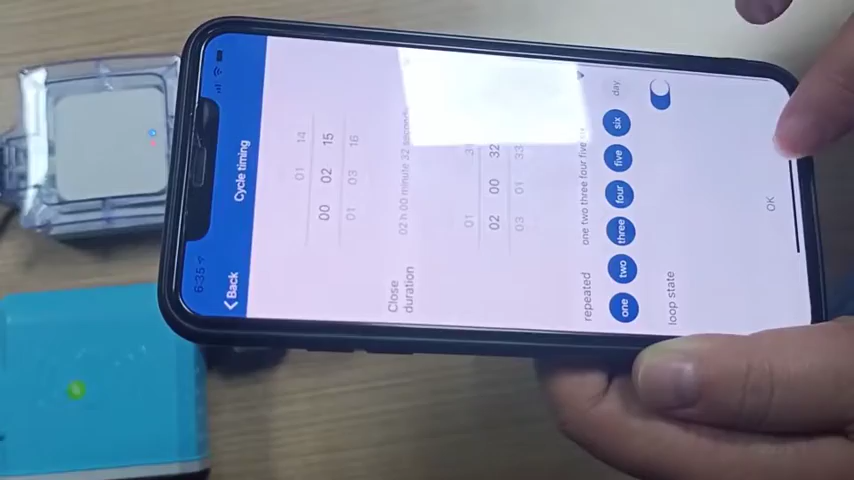 6:35
Back
Cycle timing
01 14
00 02 15
01 03 16
Close
duration
02 h 00 minute 32 seconds
01 31
02 00 32
03 01 33
repeated
one two three four five
day
one two three four five six
loop state
OK